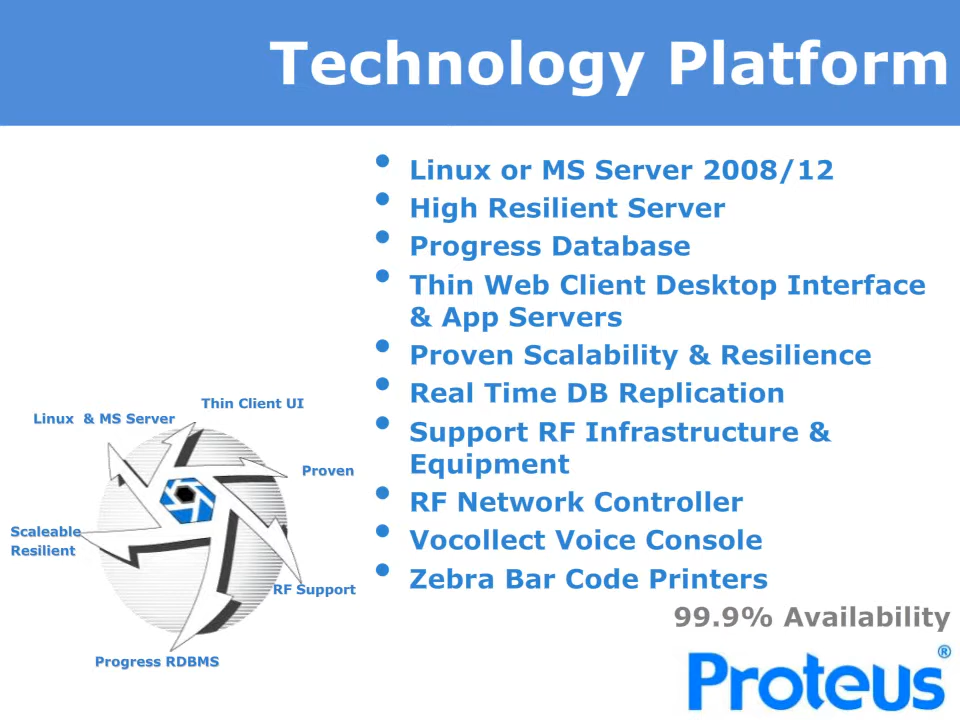 Technology Platform
• Linux or MS Server 2008/12
• High Resilient Server
• Progress Database
• Thin Web Client Desktop Interface
& App Servers
• Proven Scalability & Resilience
• Real Time DB Replication
• Support RF Infrastructure &
Equipment
• RF Network Controller
• Vocollect Voice Console
• Zebra Bar Code Printers
99.9% Availability
Thin Client UI
Linux & MS Server
Proven
Scaleable
Resilient
RF Support
Progress RDBMS
Proteus®